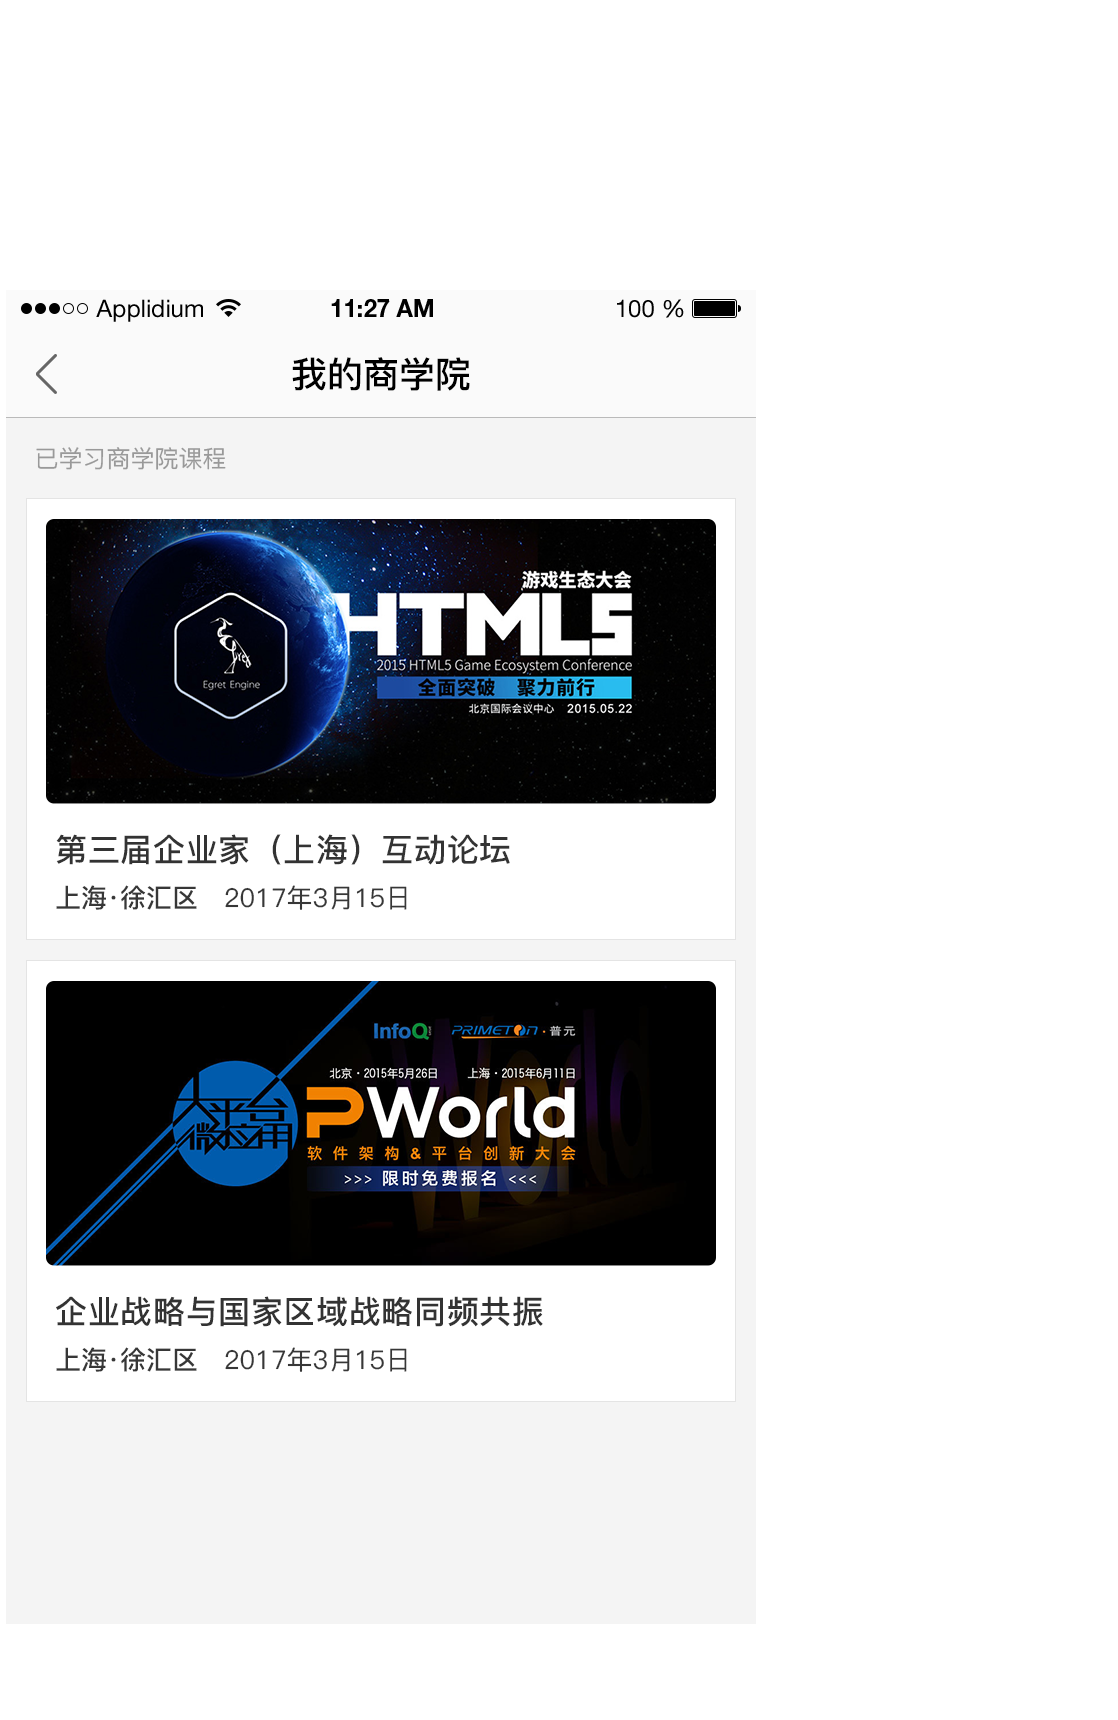 Applidium 11:27 AM 100 %
我的商学院
已学习商学院课程
游戏生态大会
HTML5
2015 HTML5 Game Ecosystem Conference
全面突破 聚力前行
北京国际会议中心 2015.05.22
Egret Engine
第三届企业家（上海）互动论坛
上海·徐汇区 2017年3月15日
InfoQ PRIMETON·普元
北京·2015年5月26日 上海·2015年6月11日
大平台
微应用
PWorld
软件架构&平台创新大会
>>> 限时免费报名 <<<
企业战略与国家区域战略同频共振
上海·徐汇区 2017年3月15日